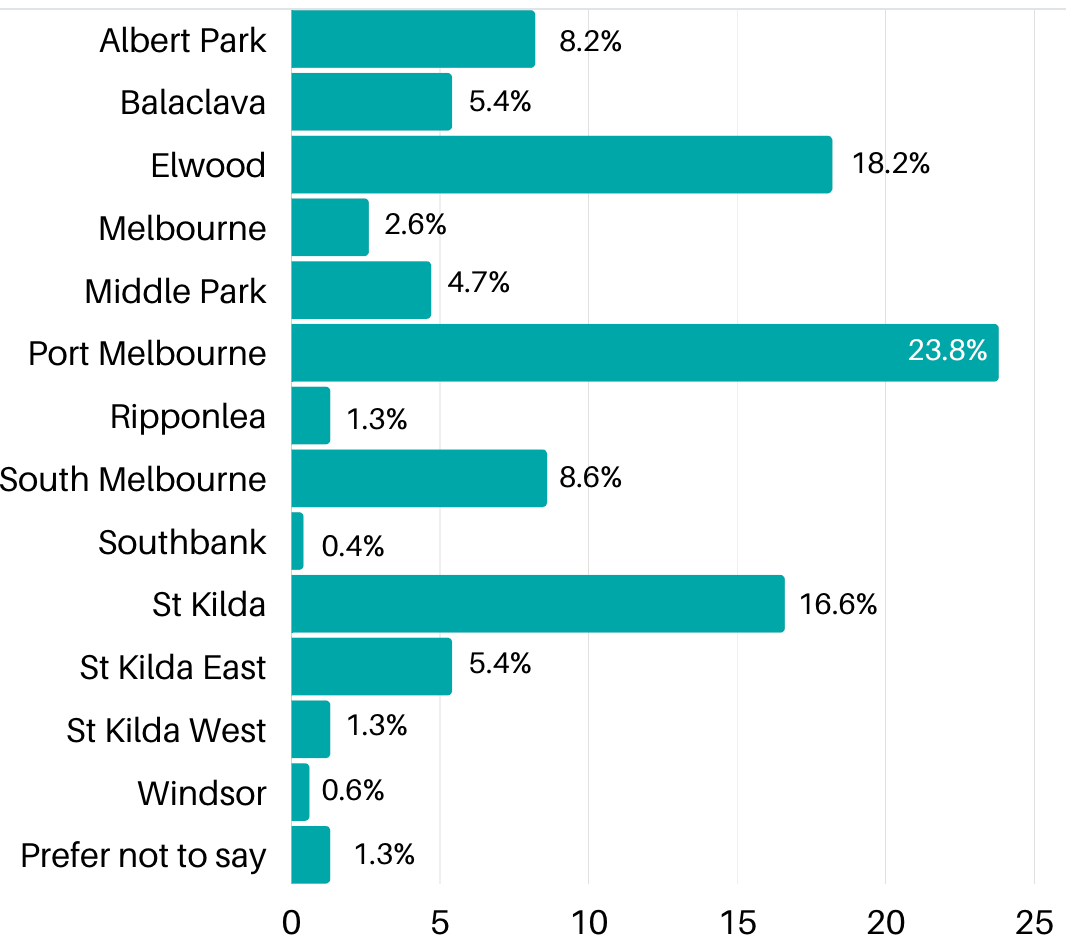 Albert Park 8.2%
Balaclava 5.4%
Elwood 18.2%
Melbourne 2.6%
Middle Park 4.7%
Port Melbourne 23.8%
Ripponlea 1.3%
South Melbourne 8.6%
Southbank 0.4%
St Kilda 16.6%
St Kilda East 5.4%
St Kilda West 1.3%
Windsor 0.6%
Prefer not to say 1.3%
0 5 10 15 20 25